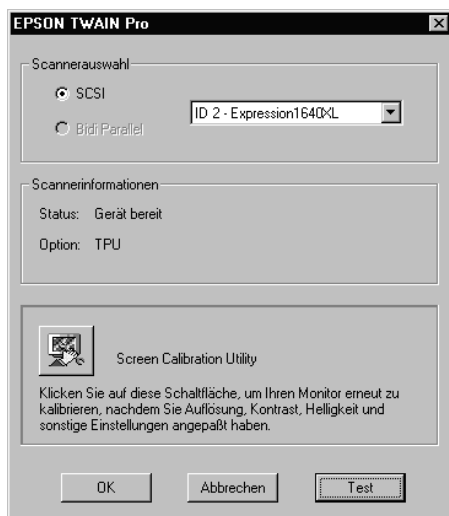 EPSON TWAIN Pro
Scannerauswahl
SCSI
ID 2 - Expression1640XL
Bidi Parallel
Scannerinformationen
Status: Gerät bereit
Option: TPU
Screen Calibration Utility
Klicken Sie auf diese Schaltfläche, um Ihren Monitor erneut zu
kalibrieren, nachdem Sie Auflösung, Kontrast, Helligkeit und
sonstige Einstellungen angepaßt haben.
OK
Abbrechen
Test